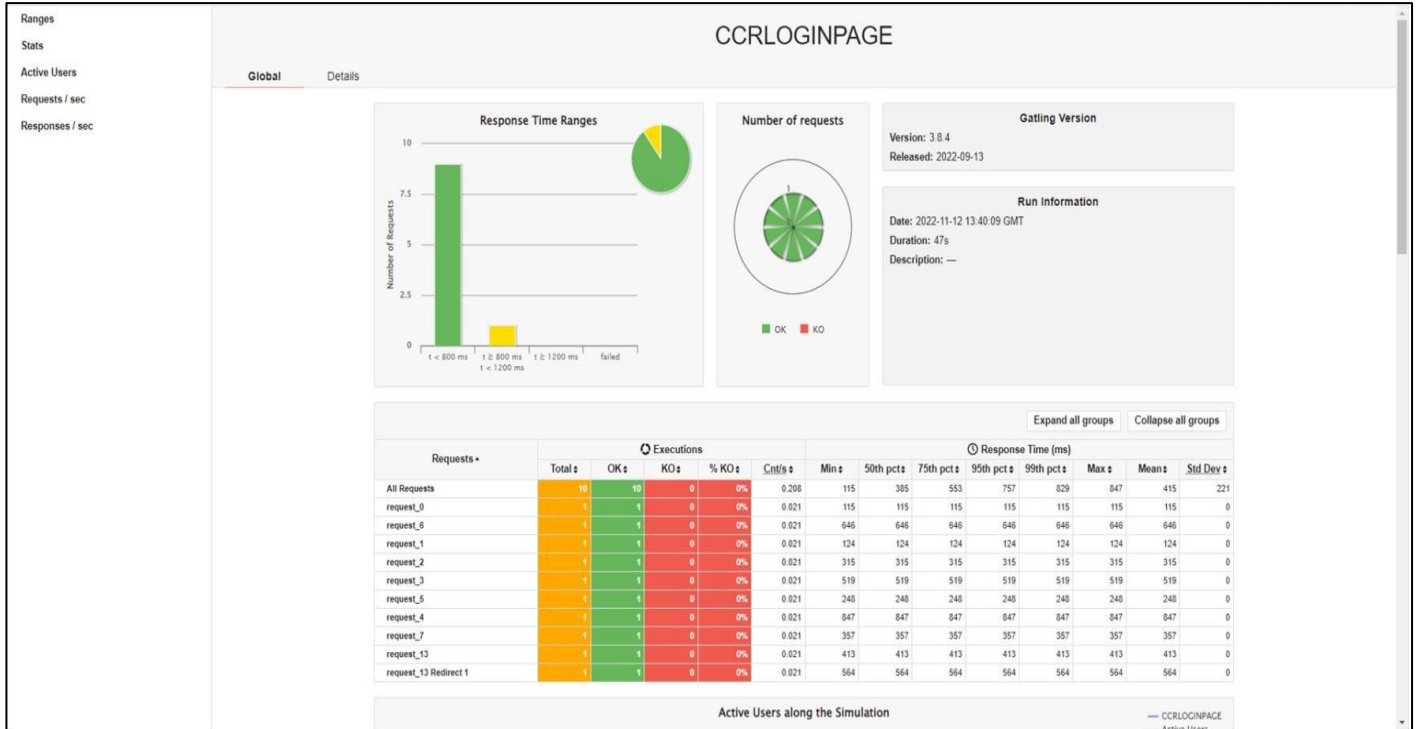 Ranges
Stats
Active Users
Requests / sec
Responses / sec
CCRLOGINPAGE
Global Details
Response Time Ranges
10
7.5
5
2.5
0
Number of Requests
t < 800 ms t ≥ 800 ms t ≥ 1200 ms failed
t < 1200 ms
Number of requests
1
0
OK KO
Gatling Version
Version: 3.8.4
Released: 2022-09-13
Run Information
Date: 2022-11-12 13:40:09 GMT
Duration: 47s
Description: —
Expand all groups Collapse all groups
Requests Executions Response Time (ms)
Total OK KO % KO Cnt/s Min 50th pct 75th pct 95th pct 99th pct Max Mean Std Dev
All Requests 10 10 0 0% 0.208 115 385 553 757 829 847 415 221
request_0 1 1 0 0% 0.021 115 115 115 115 115 115 115 0
request_6 1 1 0 0% 0.021 646 646 646 646 646 646 646 0
request_1 1 1 0 0% 0.021 124 124 124 124 124 124 124 0
request_2 1 1 0 0% 0.021 315 315 315 315 315 315 315 0
request_3 1 1 0 0% 0.021 519 519 519 519 519 519 519 0
request_5 1 1 0 0% 0.021 248 248 248 248 248 248 248 0
request_4 1 1 0 0% 0.021 847 847 847 847 847 847 847 0
request_7 1 1 0 0% 0.021 357 357 357 357 357 357 357 0
request_13 1 1 0 0% 0.021 413 413 413 413 413 413 413 0
request_13 Redirect 1 1 1 0 0% 0.021 564 564 564 564 564 564 564 0
Active Users along the Simulation
CCRLOGINPAGE
Active Users